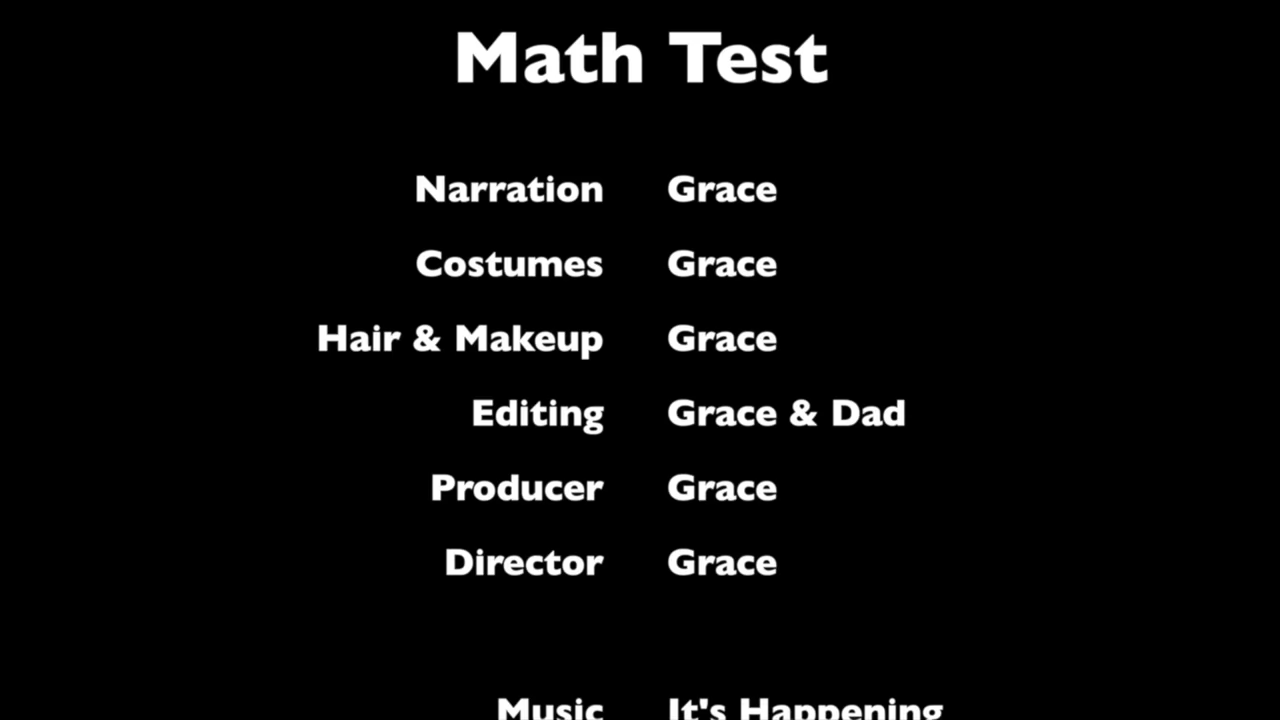 Math Test
Narration Grace
Costumes Grace
Hair & Makeup Grace
Editing Grace & Dad
Producer Grace
Director Grace
Music It's Happening